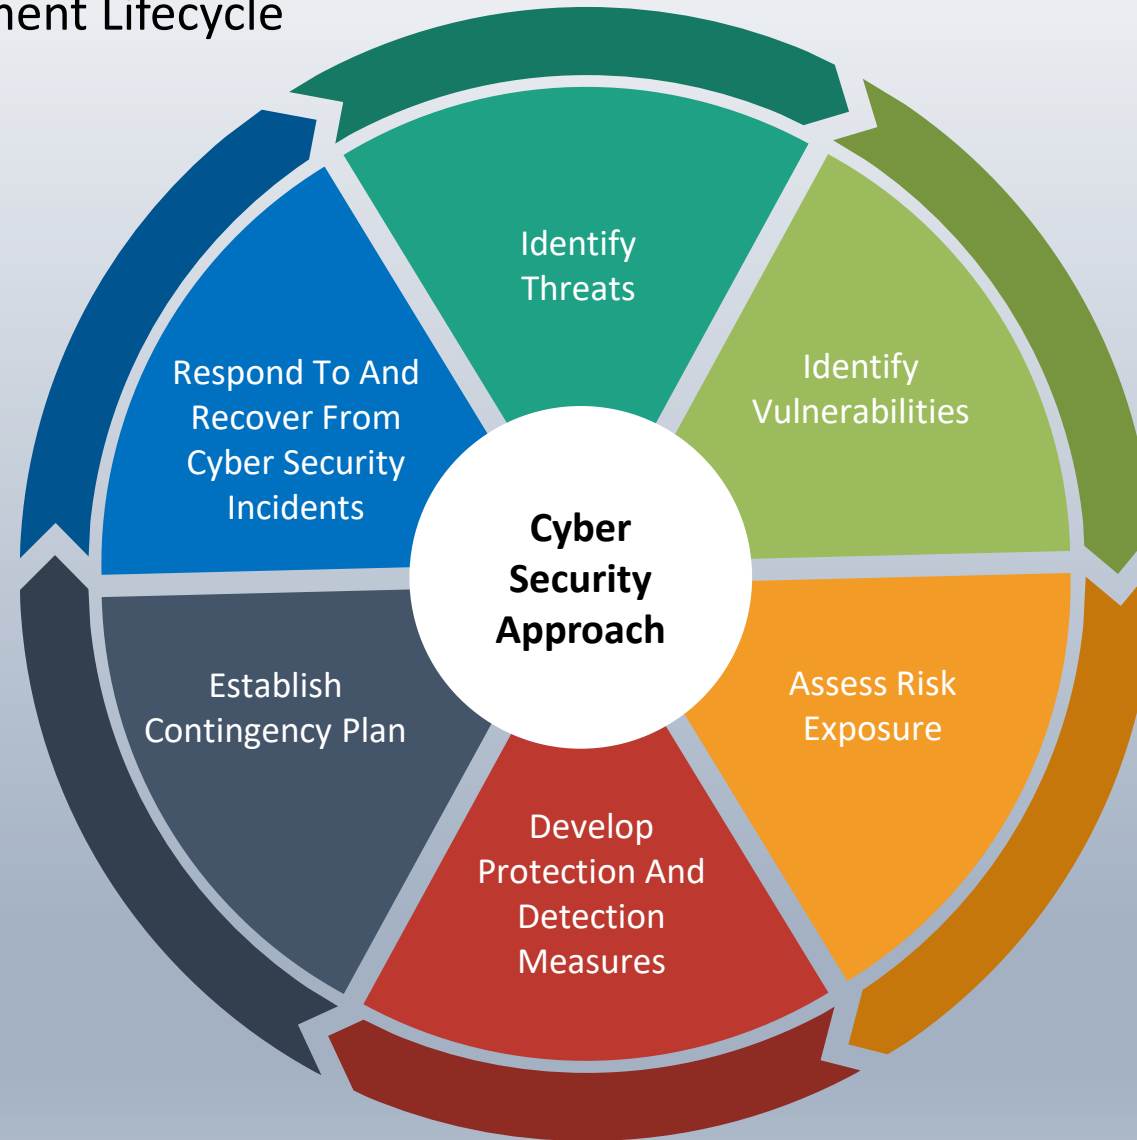 Lifecycle
Identify
Threats
Identify
Vulnerabilities
Assess Risk
Exposure
Develop
Protection And
Detection
Measures
Establish
Contingency Plan
Respond To And
Recover From
Cyber Security
Incidents
Cyber
Security
Approach